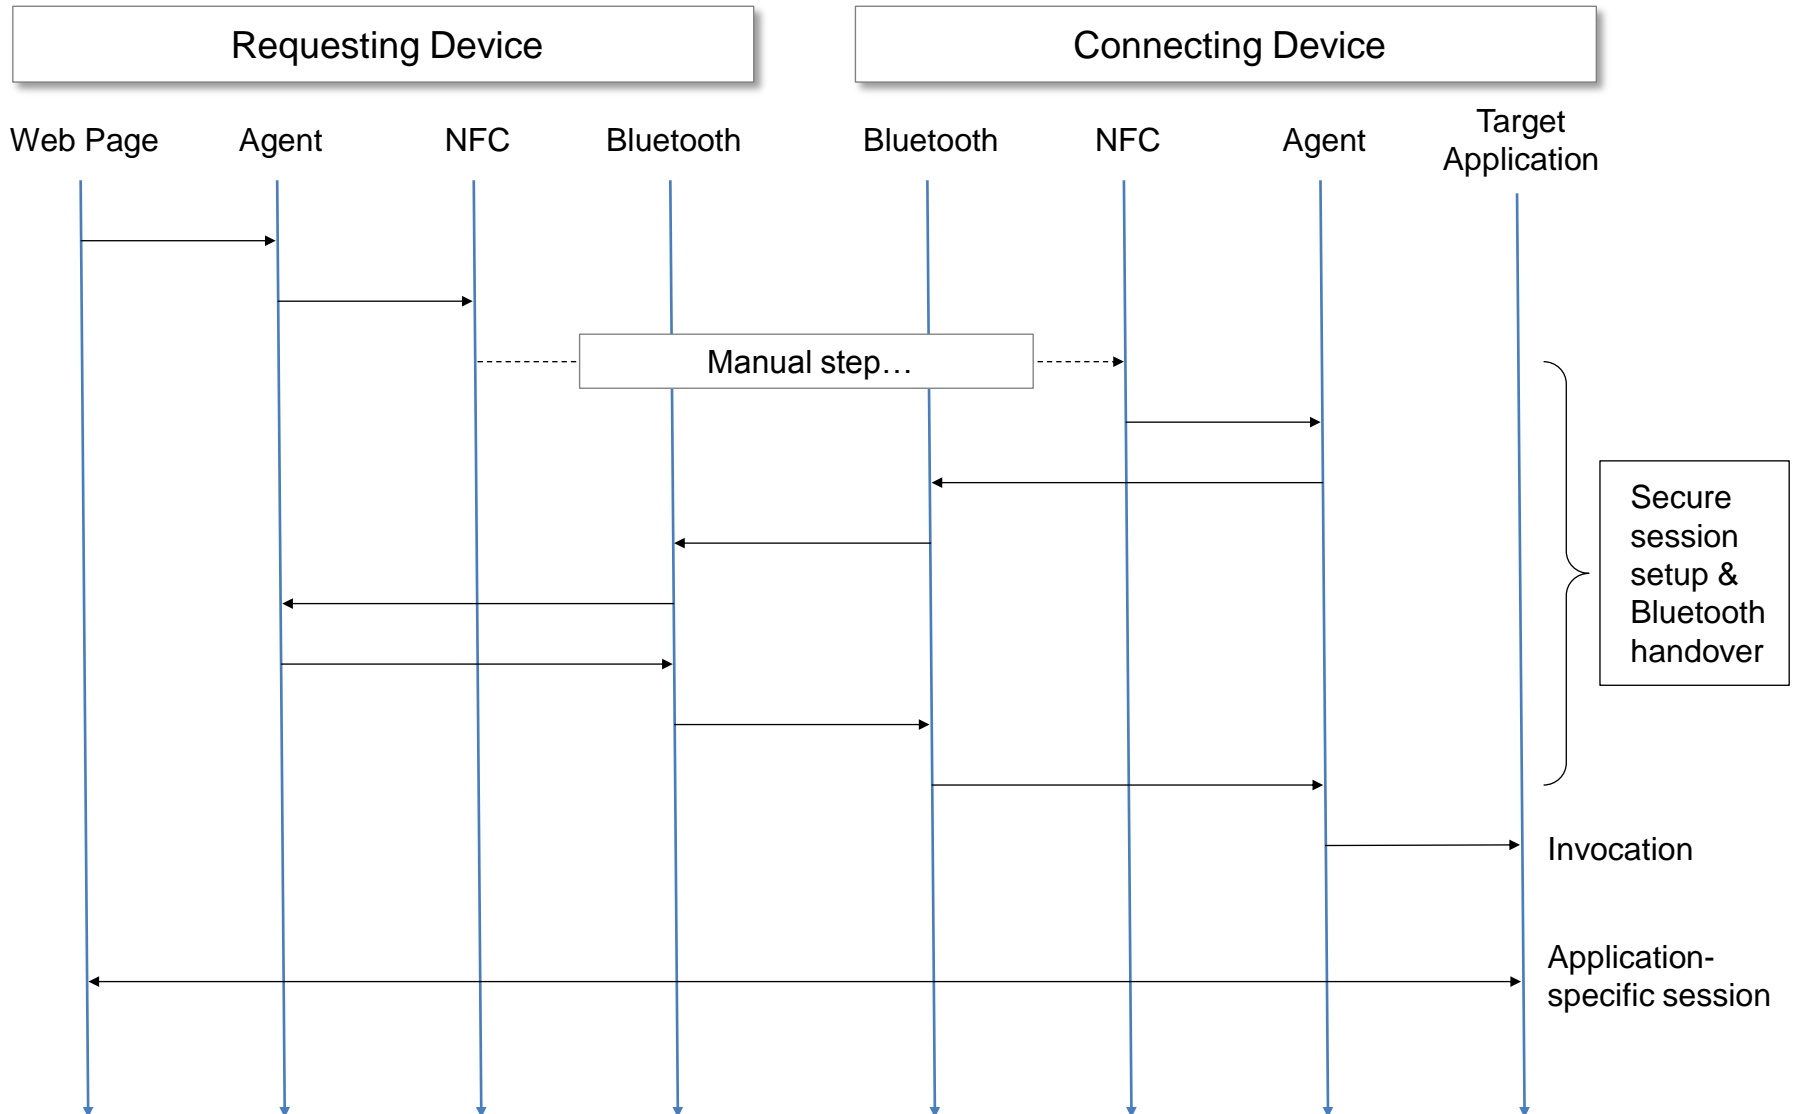 Requesting Device
Connecting Device
Web Page
Agent
NFC
Bluetooth
Bluetooth
NFC
Agent
Target
Application
Manual step…
Secure
session
setup &
Bluetooth
handover
Invocation
Application-
specific session